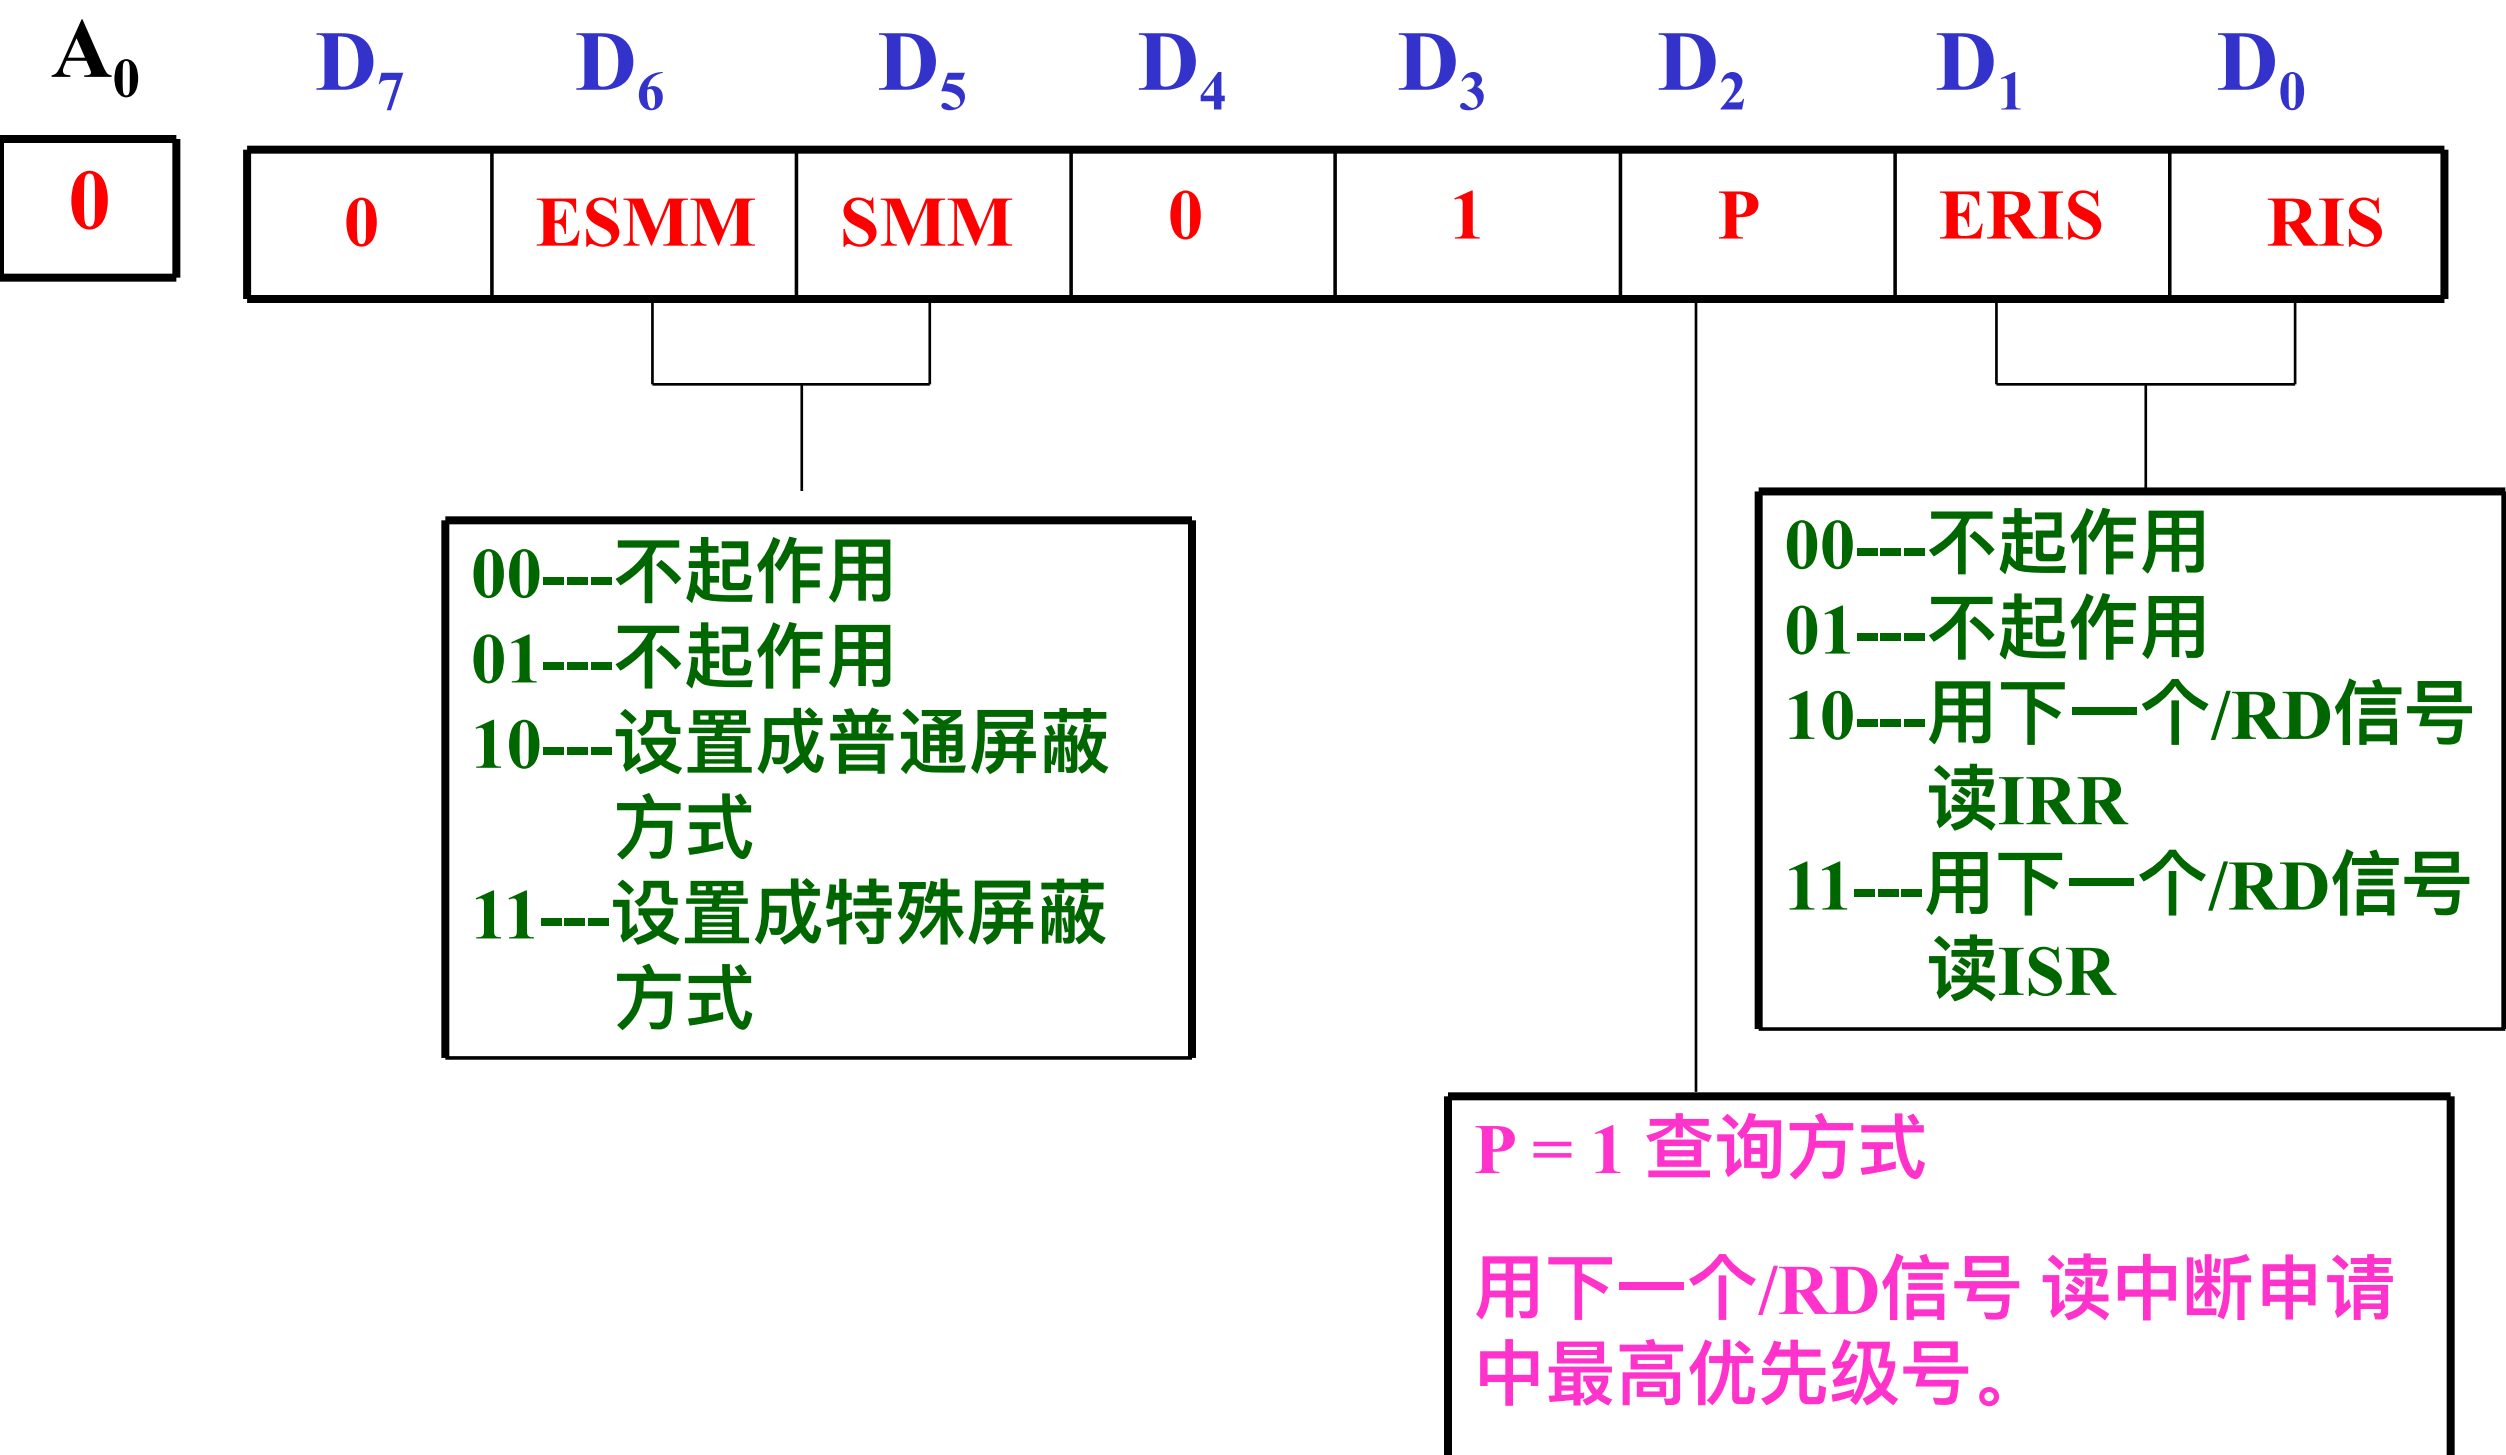 A0 D7 D6 D5 D4 D3 D2 D1 D0
0 0 ESMM SMM 0 1 P ERIS RIS
00---不起作用
01---不起作用
10---设置成普通屏蔽
方式
11---设置成特殊屏蔽
方式
00---不起作用
01---不起作用
10---用下一个/RD信号
读IRR
11---用下一个/RD信号
读ISR
P = 1 查询方式
用下一个/RD信号 读中断申请
中最高优先级号。